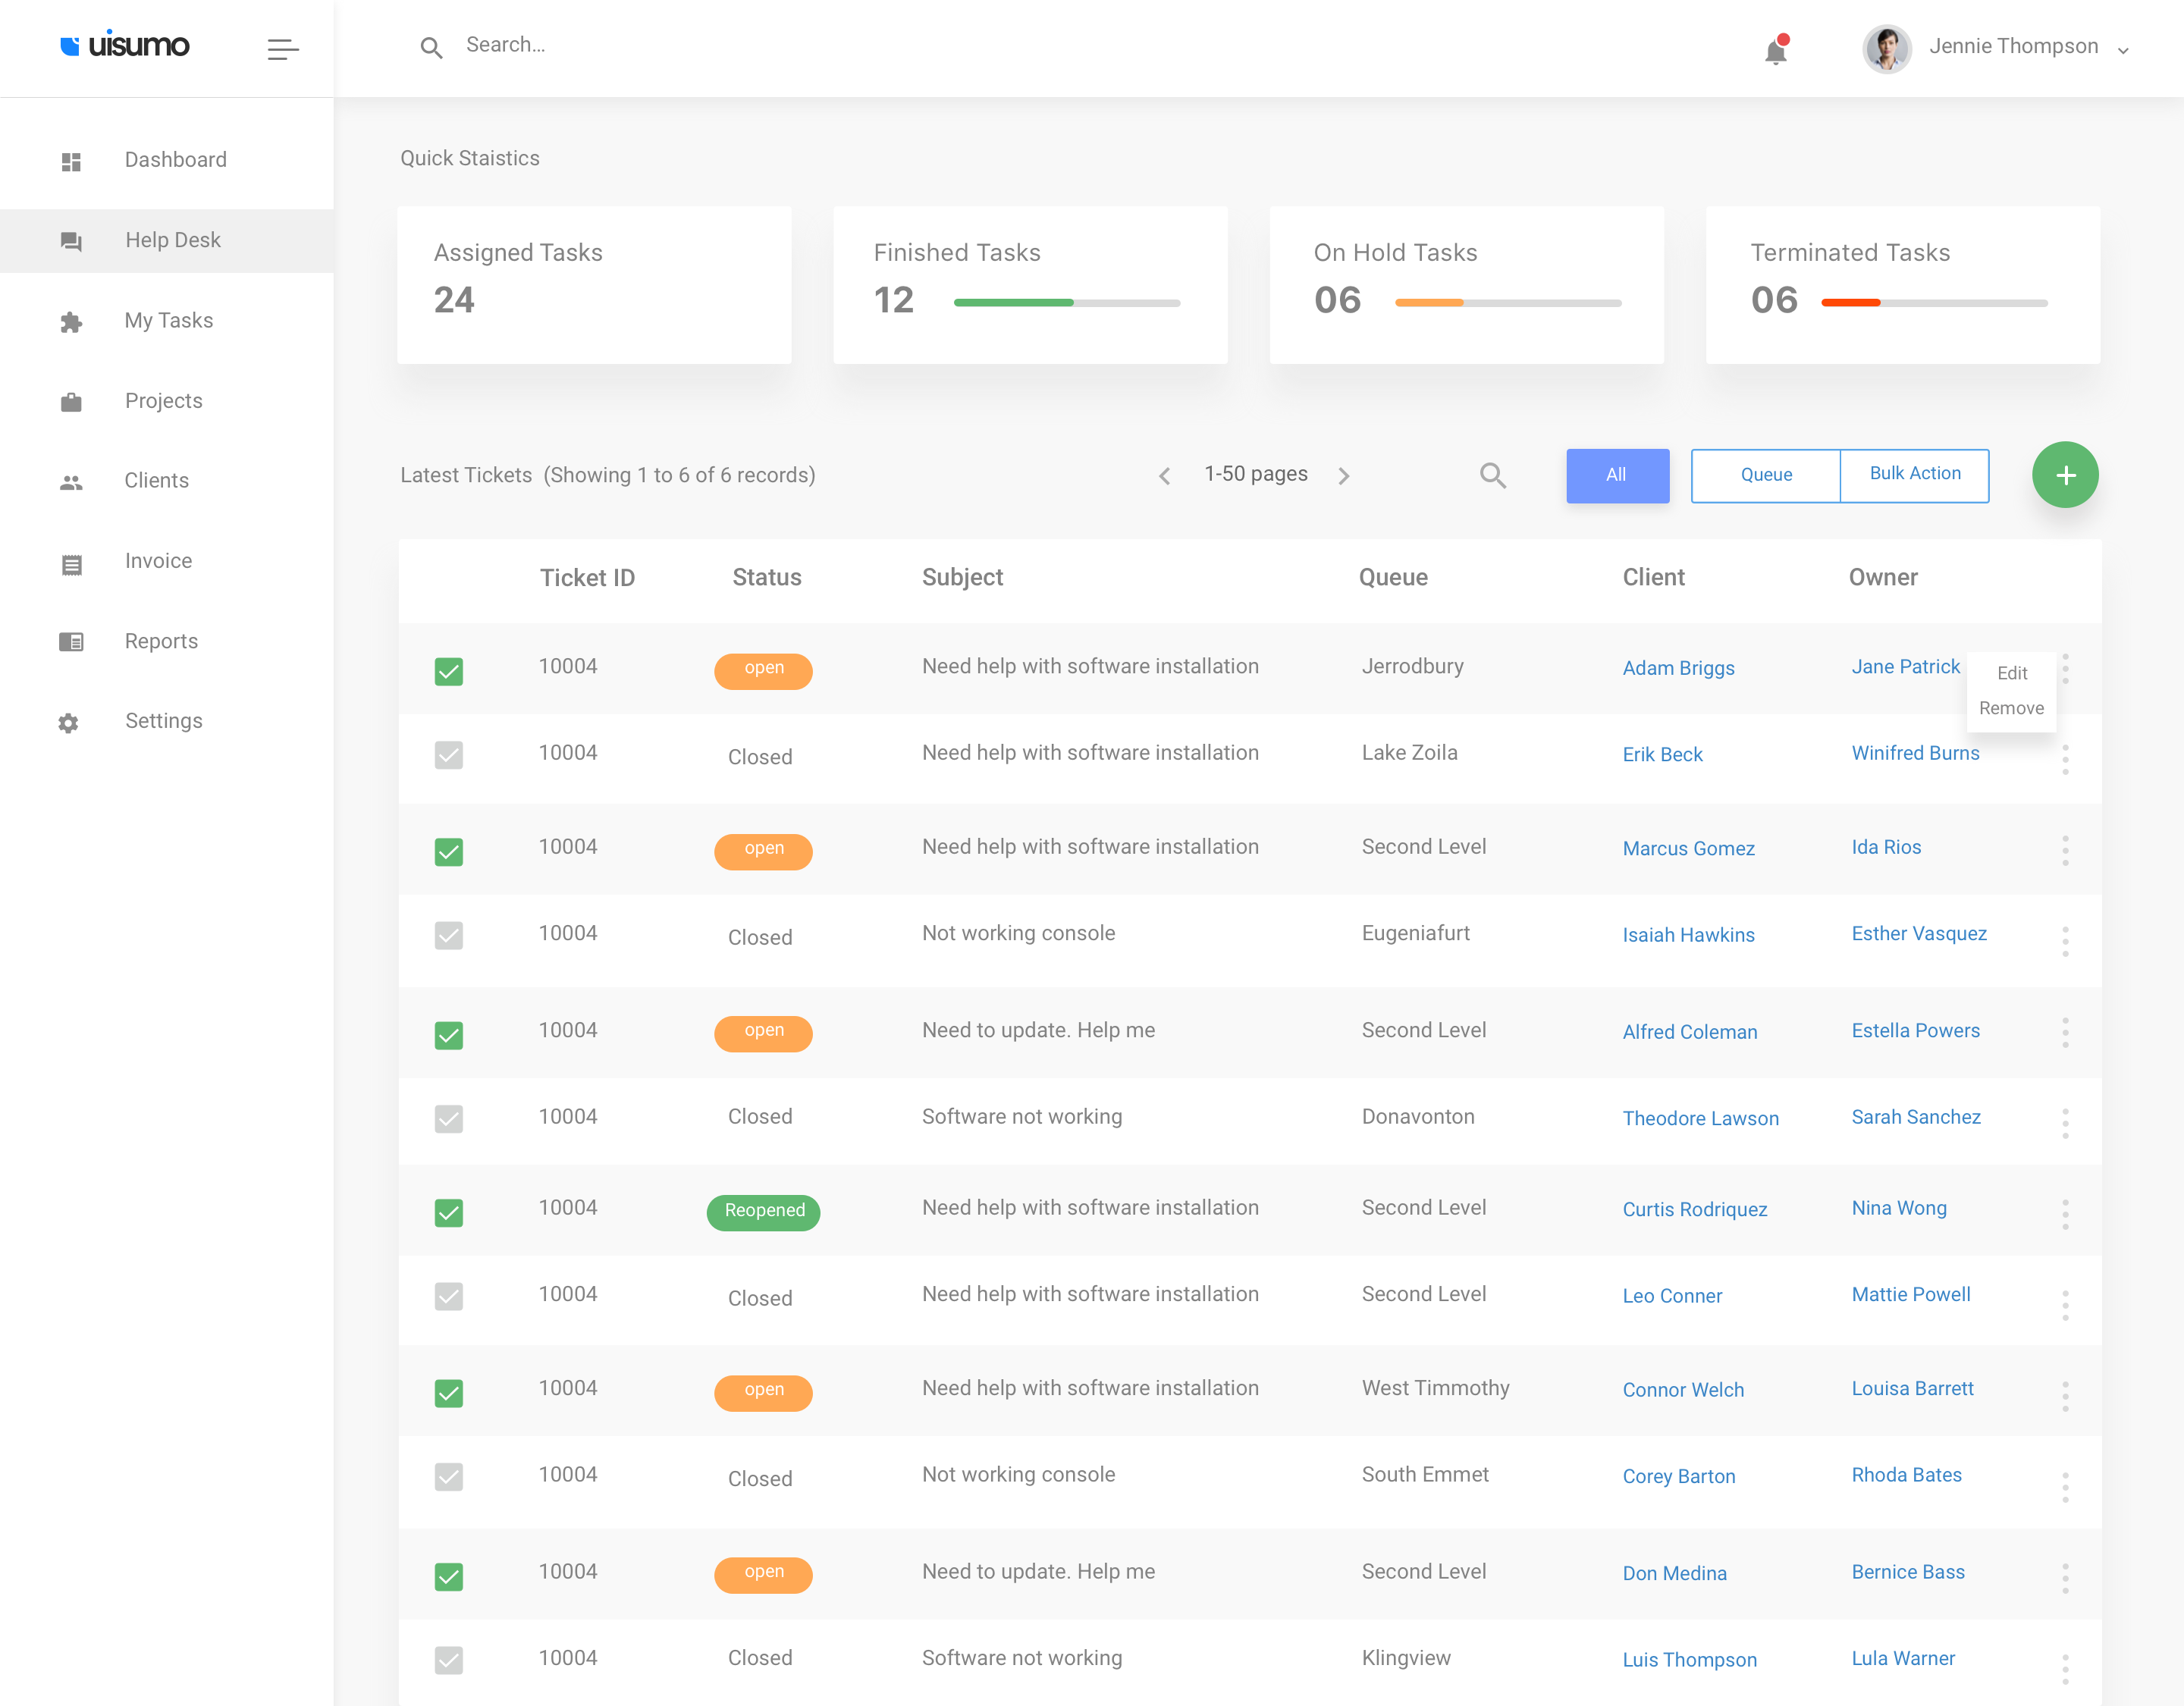 uisumo
Search...
Jennie Thompson
Dashboard
Help Desk
My Tasks
Projects
Clients
Invoice
Reports
Settings
Quick Staistics
Assigned Tasks
24
Finished Tasks
12
On Hold Tasks
06
Terminated Tasks
06
Latest Tickets (Showing 1 to 6 of 6 records)
1-50 pages
All
Queue
Bulk Action
Ticket ID Status Subject Queue Client Owner
10004 open Need help with software installation Jerrodbury Adam Briggs Jane Patrick
Edit
Remove
10004 Closed Need help with software installation Lake Zoila Erik Beck Winifred Burns
10004 open Need help with software installation Second Level Marcus Gomez Ida Rios
10004 Closed Not working console Eugeniafurt Isaiah Hawkins Esther Vasquez
10004 open Need to update. Help me Second Level Alfred Coleman Estella Powers
10004 Closed Software not working Donavonton Theodore Lawson Sarah Sanchez
10004 Reopened Need help with software installation Second Level Curtis Rodriquez Nina Wong
10004 Closed Need help with software installation Second Level Leo Conner Mattie Powell
10004 open Need help with software installation West Timmothy Connor Welch Louisa Barrett
10004 Closed Not working console South Emmet Corey Barton Rhoda Bates
10004 open Need to update. Help me Second Level Don Medina Bernice Bass
10004 Closed Software not working Klingview Luis Thompson Lula Warner